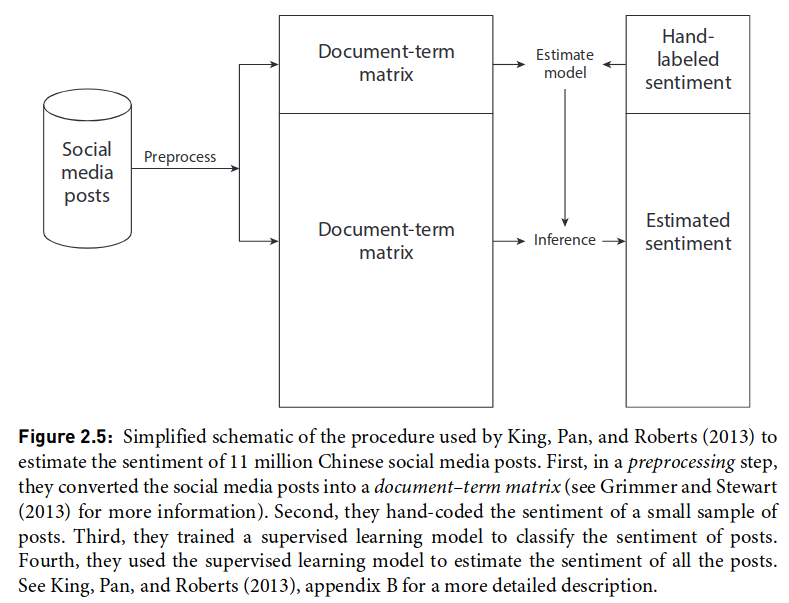 Social
media
posts
Preprocess
Document-term
matrix
Estimate
model
Hand-
labeled
sentiment
Document-term
matrix
Inference
Estimated
sentiment
Figure 2.5: Simplified schematic of the procedure used by King, Pan, and Roberts (2013) to
estimate the sentiment of 11 million Chinese social media posts. First, in a preprocessing step,
they converted the social media posts into a document–term matrix (see Grimmer and Stewart
(2013) for more information). Second, they hand-coded the sentiment of a small sample of
posts. Third, they trained a supervised learning model to classify the sentiment of posts.
Fourth, they used the supervised learning model to estimate the sentiment of all the posts.
See King, Pan, and Roberts (2013), appendix B for a more detailed description.